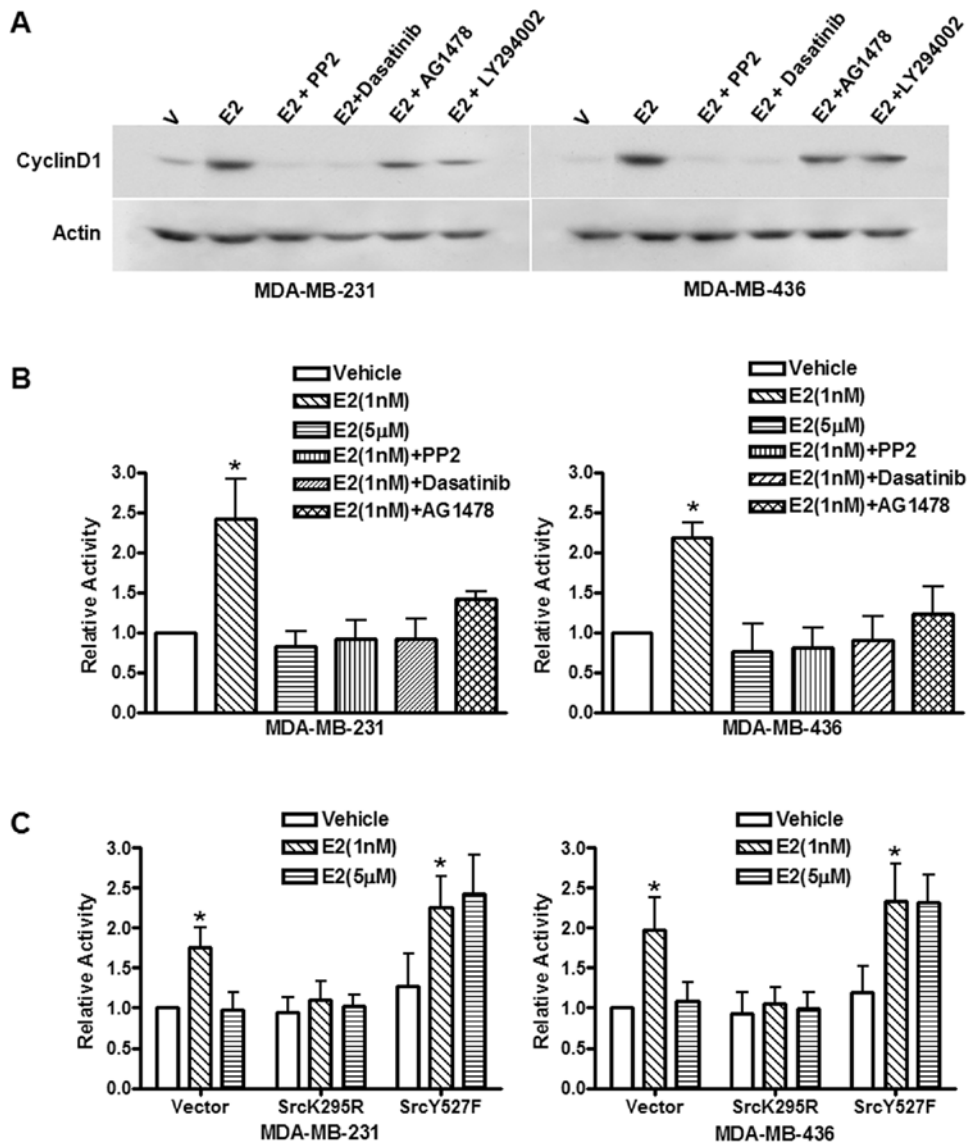 A
V E2 E2 + PP2 E2+Dasatinib E2 + AG1478 E2 + LY294002 V E2 E2 + PP2 E2 + Dasatinib E2 +AG1478 E2 +LY294002
CyclinD1
Actin
MDA-MB-231 MDA-MB-436
B
Vehicle
E2(1nM)
E2(5μM)
E2(1nM)+PP2
E2(1nM)+Dasatinib
E2(1nM)+AG1478
Relative Activity
3.0
*
2.5
2.0
1.5
1.0
0.5
0.0
MDA-MB-231
Vehicle
E2(1nM)
E2(5μM)
E2(1nM)+PP2
E2(1nM)+Dasatinib
E2(1nM)+AG1478
Relative Activity
3.0
2.5
*
2.0
1.5
1.0
0.5
0.0
MDA-MB-436
C
Vehicle
E2(1nM)
E2(5μM)
Relative Activity
3.0
2.5
*
2.0
*
1.5
1.0
0.5
0.0
Vector SrcK295R SrcY527F
MDA-MB-231
Vehicle
E2(1nM)
E2(5μM)
Relative Activity
3.0
*
2.5
*
2.0
1.5
1.0
0.5
0.0
Vector SrcK295R SrcY527F
MDA-MB-436